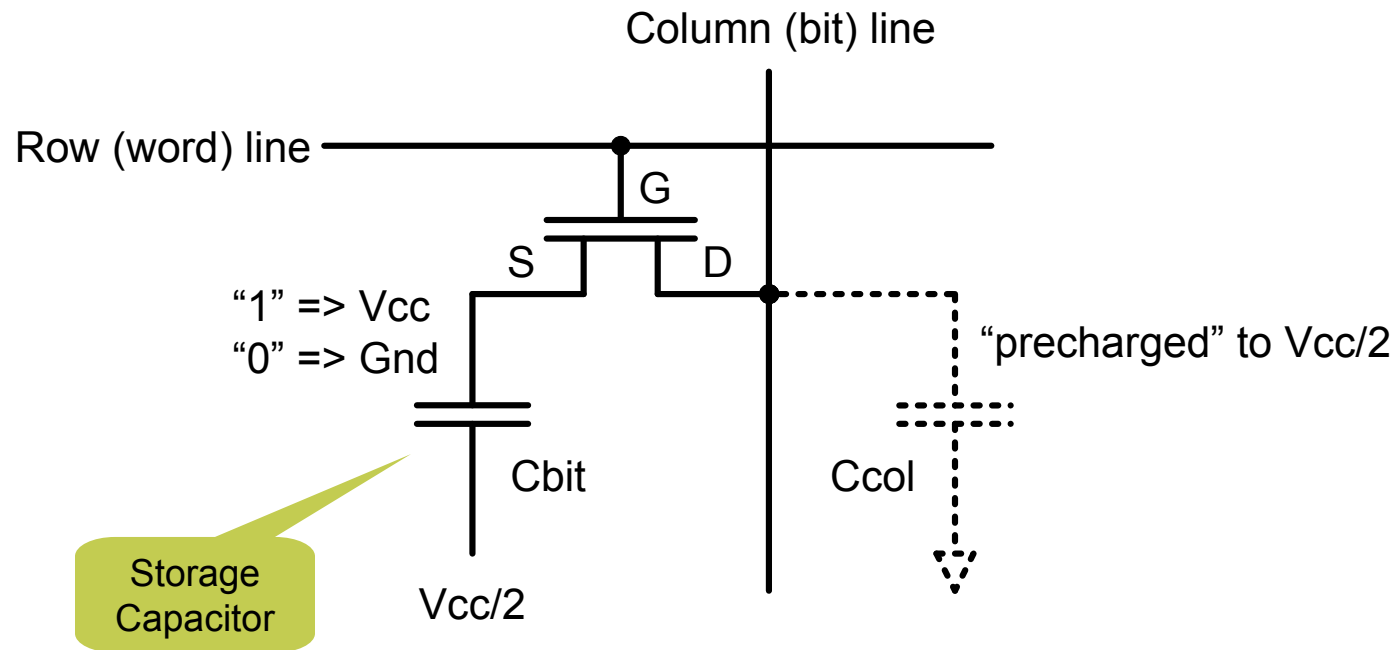 Column (bit) line
Row (word) line
G
S
D
“1” => Vcc
“0” => Gnd
“precharged” to Vcc/2
Cbit
Ccol
Storage
Capacitor
Vcc/2